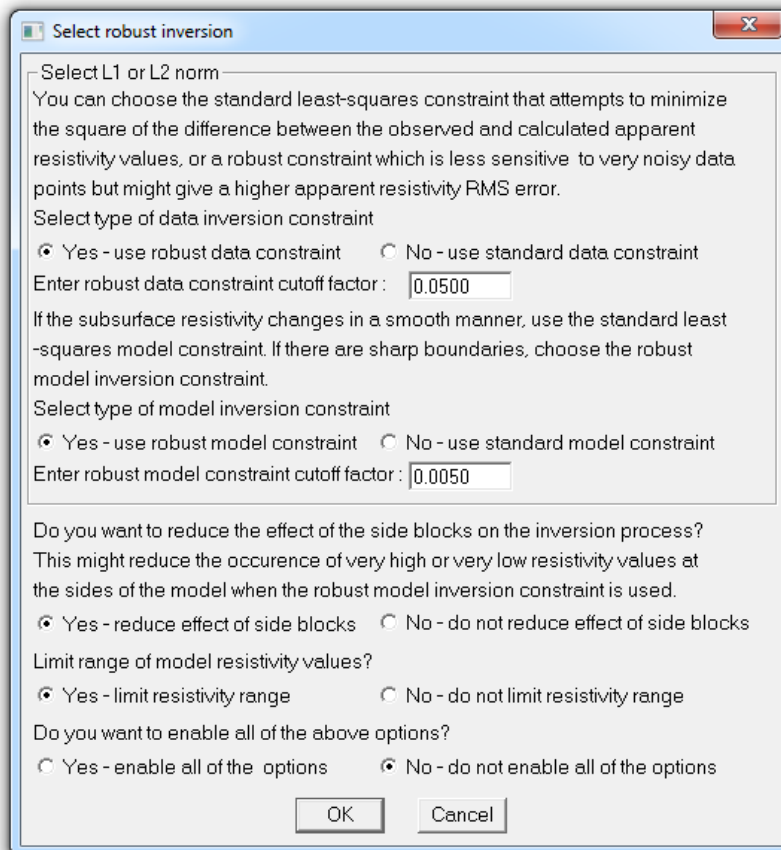 Select robust inversion
Select L1 or L2 norm
You can choose the standard least-squares constraint that attempts to minimize
the square of the difference between the observed and calculated apparent
resistivity values, or a robust constraint which is less sensitive to very noisy data
points but might give a higher apparent resistivity RMS error.
Select type of data inversion constraint
Yes - use robust data constraint No - use standard data constraint
Enter robust data constraint cutoff factor : 0.0500
If the subsurface resistivity changes in a smooth manner, use the standard least
-squares model constraint. If there are sharp boundaries, choose the robust
model inversion constraint.
Select type of model inversion constraint
Yes - use robust model constraint No - use standard model constraint
Enter robust model constraint cutoff factor : 0.0050
Do you want to reduce the effect of the side blocks on the inversion process?
This might reduce the occurence of very high or very low resistivity values at
the sides of the model when the robust model inversion constraint is used.
Yes - reduce effect of side blocks No - do not reduce effect of side blocks
Limit range of model resistivity values?
Yes - limit resistivity range No - do not limit resistivity range
Do you want to enable all of the above options?
Yes - enable all of the options No - do not enable all of the options
OK Cancel